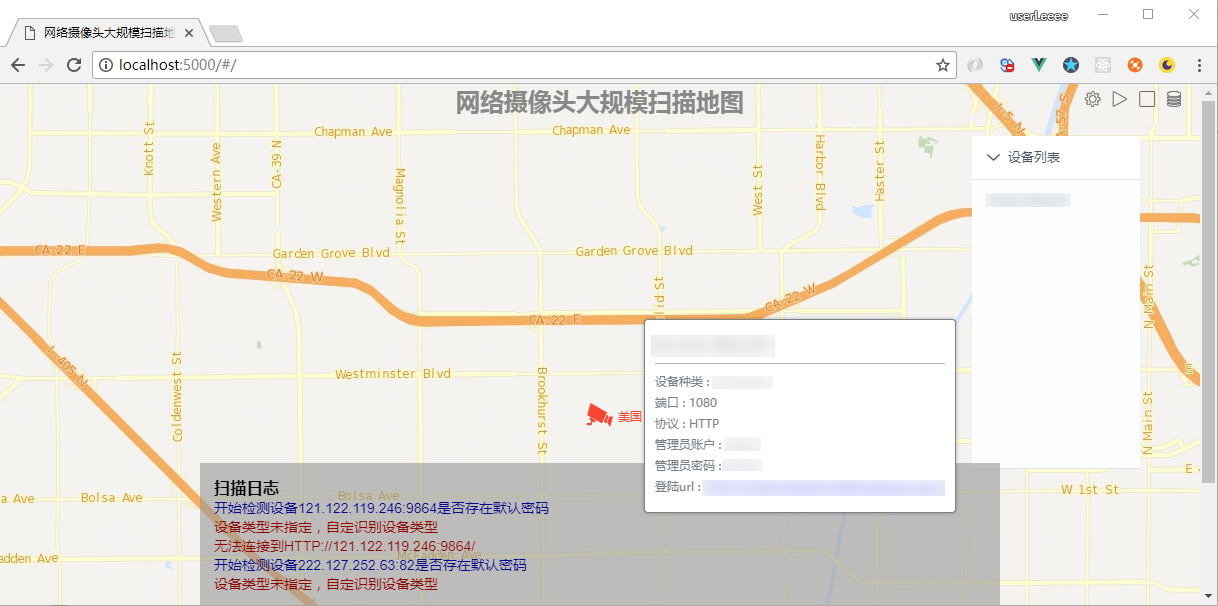 userLeeee
网络摄像头大规模扫描地
localhost:5000/#/
网络摄像头大规模扫描地图
I-5-N
CA-57 S
Chapman Ave
Chapman Ave
Knott St
Western Ave
CA-39 N
Magnolia St
West St
Harbor Blvd
Haster St
设备列表
CA-22 E
Garden Grove Blvd
Garden Grove Blvd
CA-22 W
CA-22 W
CA-22 E
N Main St
I-405-N
Westminster Blvd
Goldenwest St
Brookhurst St
美国
设备种类 :
端口 : 1080
协议 : HTTP
管理员账户 :
管理员密码 :
登陆url :
E
N Main St
E
W 1st St
a Ave
Bolsa Ave
Bolsa Ave
扫描日志
开始检测设备121.122.119.246:9864是否存在默认密码
设备类型未指定，自定识别设备类型
无法连接到HTTP://121.122.119.246:9864/
adden Ave
McFadden Ave
开始检测设备222.127.252.63:82是否存在默认密码
设备类型未指定，自定识别设备类型